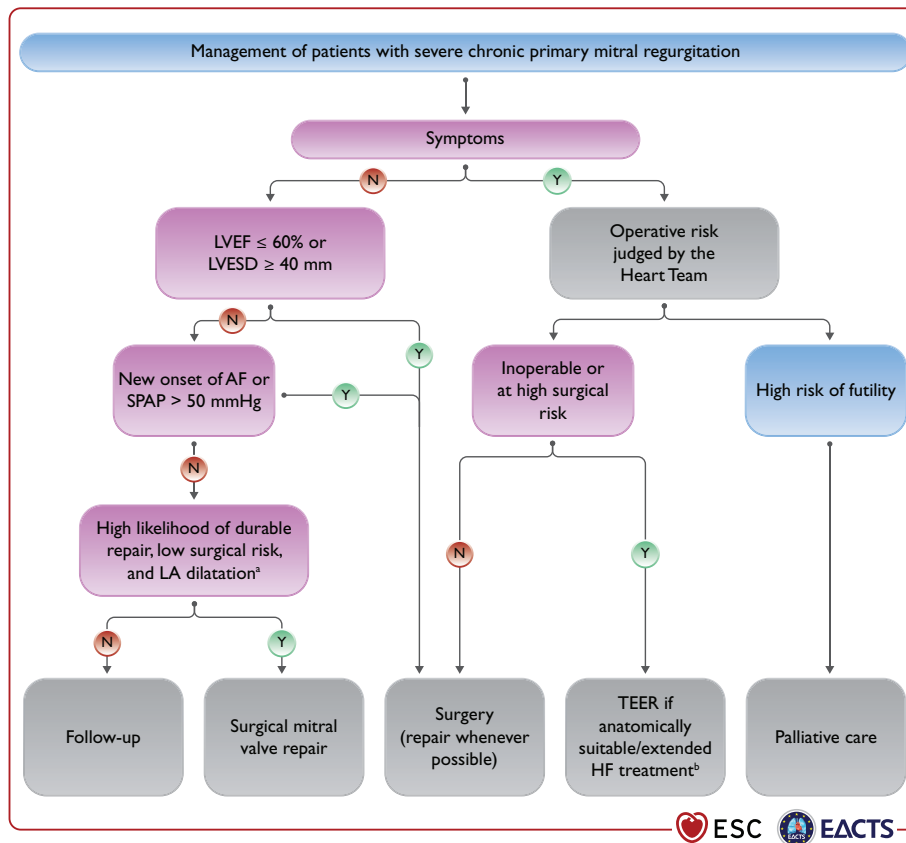 Management of patients with severe chronic primary mitral regurgitation
Symptoms
N
Y
LVEF ≤ 60% or
LVESD ≥ 40 mm
Operative risk
judged by the
Heart Team
N
Y
New onset of AF or
SPAP > 50 mmHg
Y
Inoperable or
at high surgical
risk
High risk of futility
N
High likelihood of durable
repair, low surgical risk,
and LA dilatationᵃ
N
Y
N
Y
Follow-up
Surgical mitral
valve repair
Surgery
(repair whenever
possible)
TEER if
anatomically
suitable/extended
HF treatmentᵇ
Palliative care
ESC
EACTS